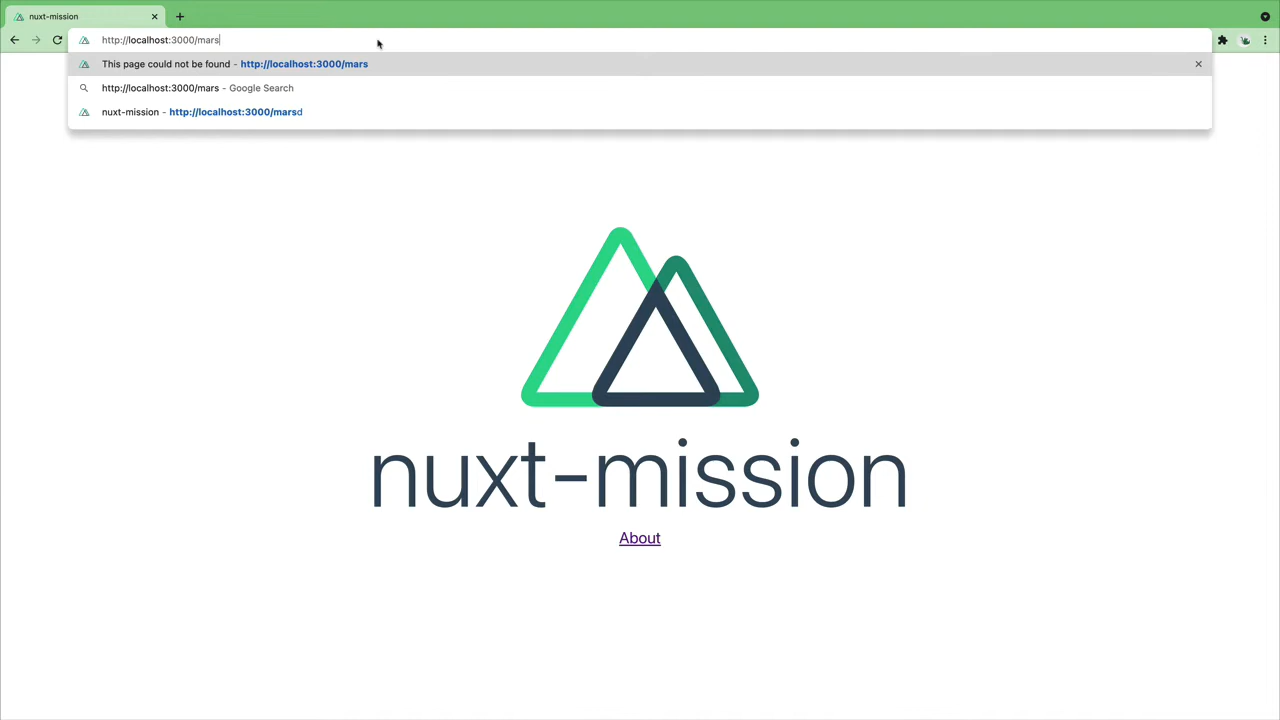 nuxt-mission
http://localhost:3000/mars
This page could not be found - http://localhost:3000/mars
http://localhost:3000/mars - Google Search
nuxt-mission - http://localhost:3000/marsd
nuxt-mission
About